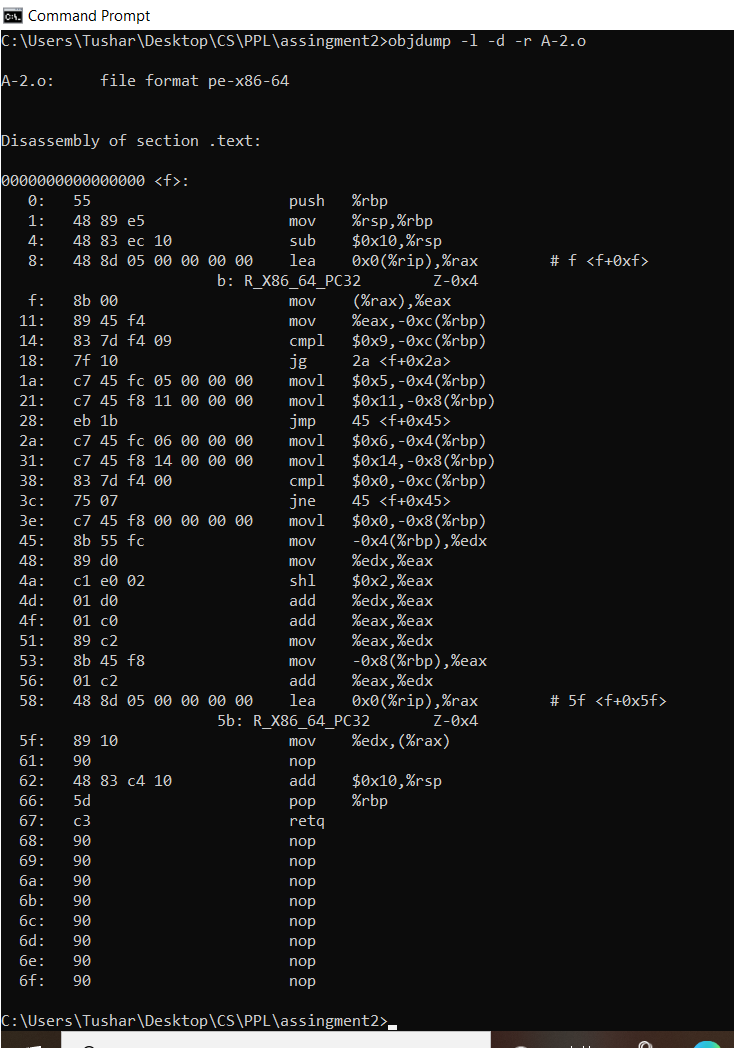 Command Prompt
C:\Users\Tushar\Desktop\CS\PPL\assingment2>objdump -l -d -r A-2.o
A-2.o:     file format pe-x86-64
Disassembly of section .text:
0000000000000000 <f>:
   0:   55                      push   %rbp
   1:   48 89 e5                mov    %rsp,%rbp
   4:   48 83 ec 10             sub    $0x10,%rsp
   8:   48 8d 05 00 00 00 00    lea    0x0(%rip),%rax        # f <f+0xf>
                        b: R_X86_64_PC32        Z-0x4
   f:   8b 00                   mov    (%rax),%eax
  11:   89 45 f4                mov    %eax,-0xc(%rbp)
  14:   83 7d f4 09             cmpl   $0x9,-0xc(%rbp)
  18:   7f 10                   jg     2a <f+0x2a>
  1a:   c7 45 fc 05 00 00 00    movl   $0x5,-0x4(%rbp)
  21:   c7 45 f8 11 00 00 00    movl   $0x11,-0x8(%rbp)
  28:   eb 1b                   jmp    45 <f+0x45>
  2a:   c7 45 fc 06 00 00 00    movl   $0x6,-0x4(%rbp)
  31:   c7 45 f8 14 00 00 00    movl   $0x14,-0x8(%rbp)
  38:   83 7d f4 00             cmpl   $0x0,-0xc(%rbp)
  3c:   75 07                   jne    45 <f+0x45>
  3e:   c7 45 f8 00 00 00 00    movl   $0x0,-0x8(%rbp)
  45:   8b 55 fc                mov    -0x4(%rbp),%edx
  48:   89 d0                   mov    %edx,%eax
  4a:   c1 e0 02                shl    $0x2,%eax
  4d:   01 d0                   add    %edx,%eax
  4f:   01 c0                   add    %eax,%eax
  51:   89 c2                   mov    %eax,%edx
  53:   8b 45 f8                mov    -0x8(%rbp),%eax
  56:   01 c2                   add    %eax,%edx
  58:   48 8d 05 00 00 00 00    lea    0x0(%rip),%rax        # 5f <f+0x5f>
                        5b: R_X86_64_PC32       Z-0x4
  5f:   89 10                   mov    %edx,(%rax)
  61:   90                      nop
  62:   48 83 c4 10             add    $0x10,%rsp
  66:   5d                      pop    %rbp
  67:   c3                      retq
  68:   90                      nop
  69:   90                      nop
  6a:   90                      nop
  6b:   90                      nop
  6c:   90                      nop
  6d:   90                      nop
  6e:   90                      nop
  6f:   90                      nop
C:\Users\Tushar\Desktop\CS\PPL\assingment2>